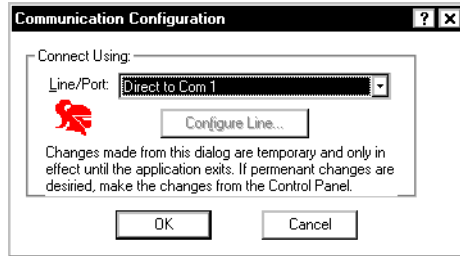 Communication Configuration
Connect Using:
Line/Port: Direct to Com 1
Configure Line...
Changes made from this dialog are temporary and only in
effect until the application exits. If permenant changes are
desiried, make the changes from the Control Panel.
OK Cancel